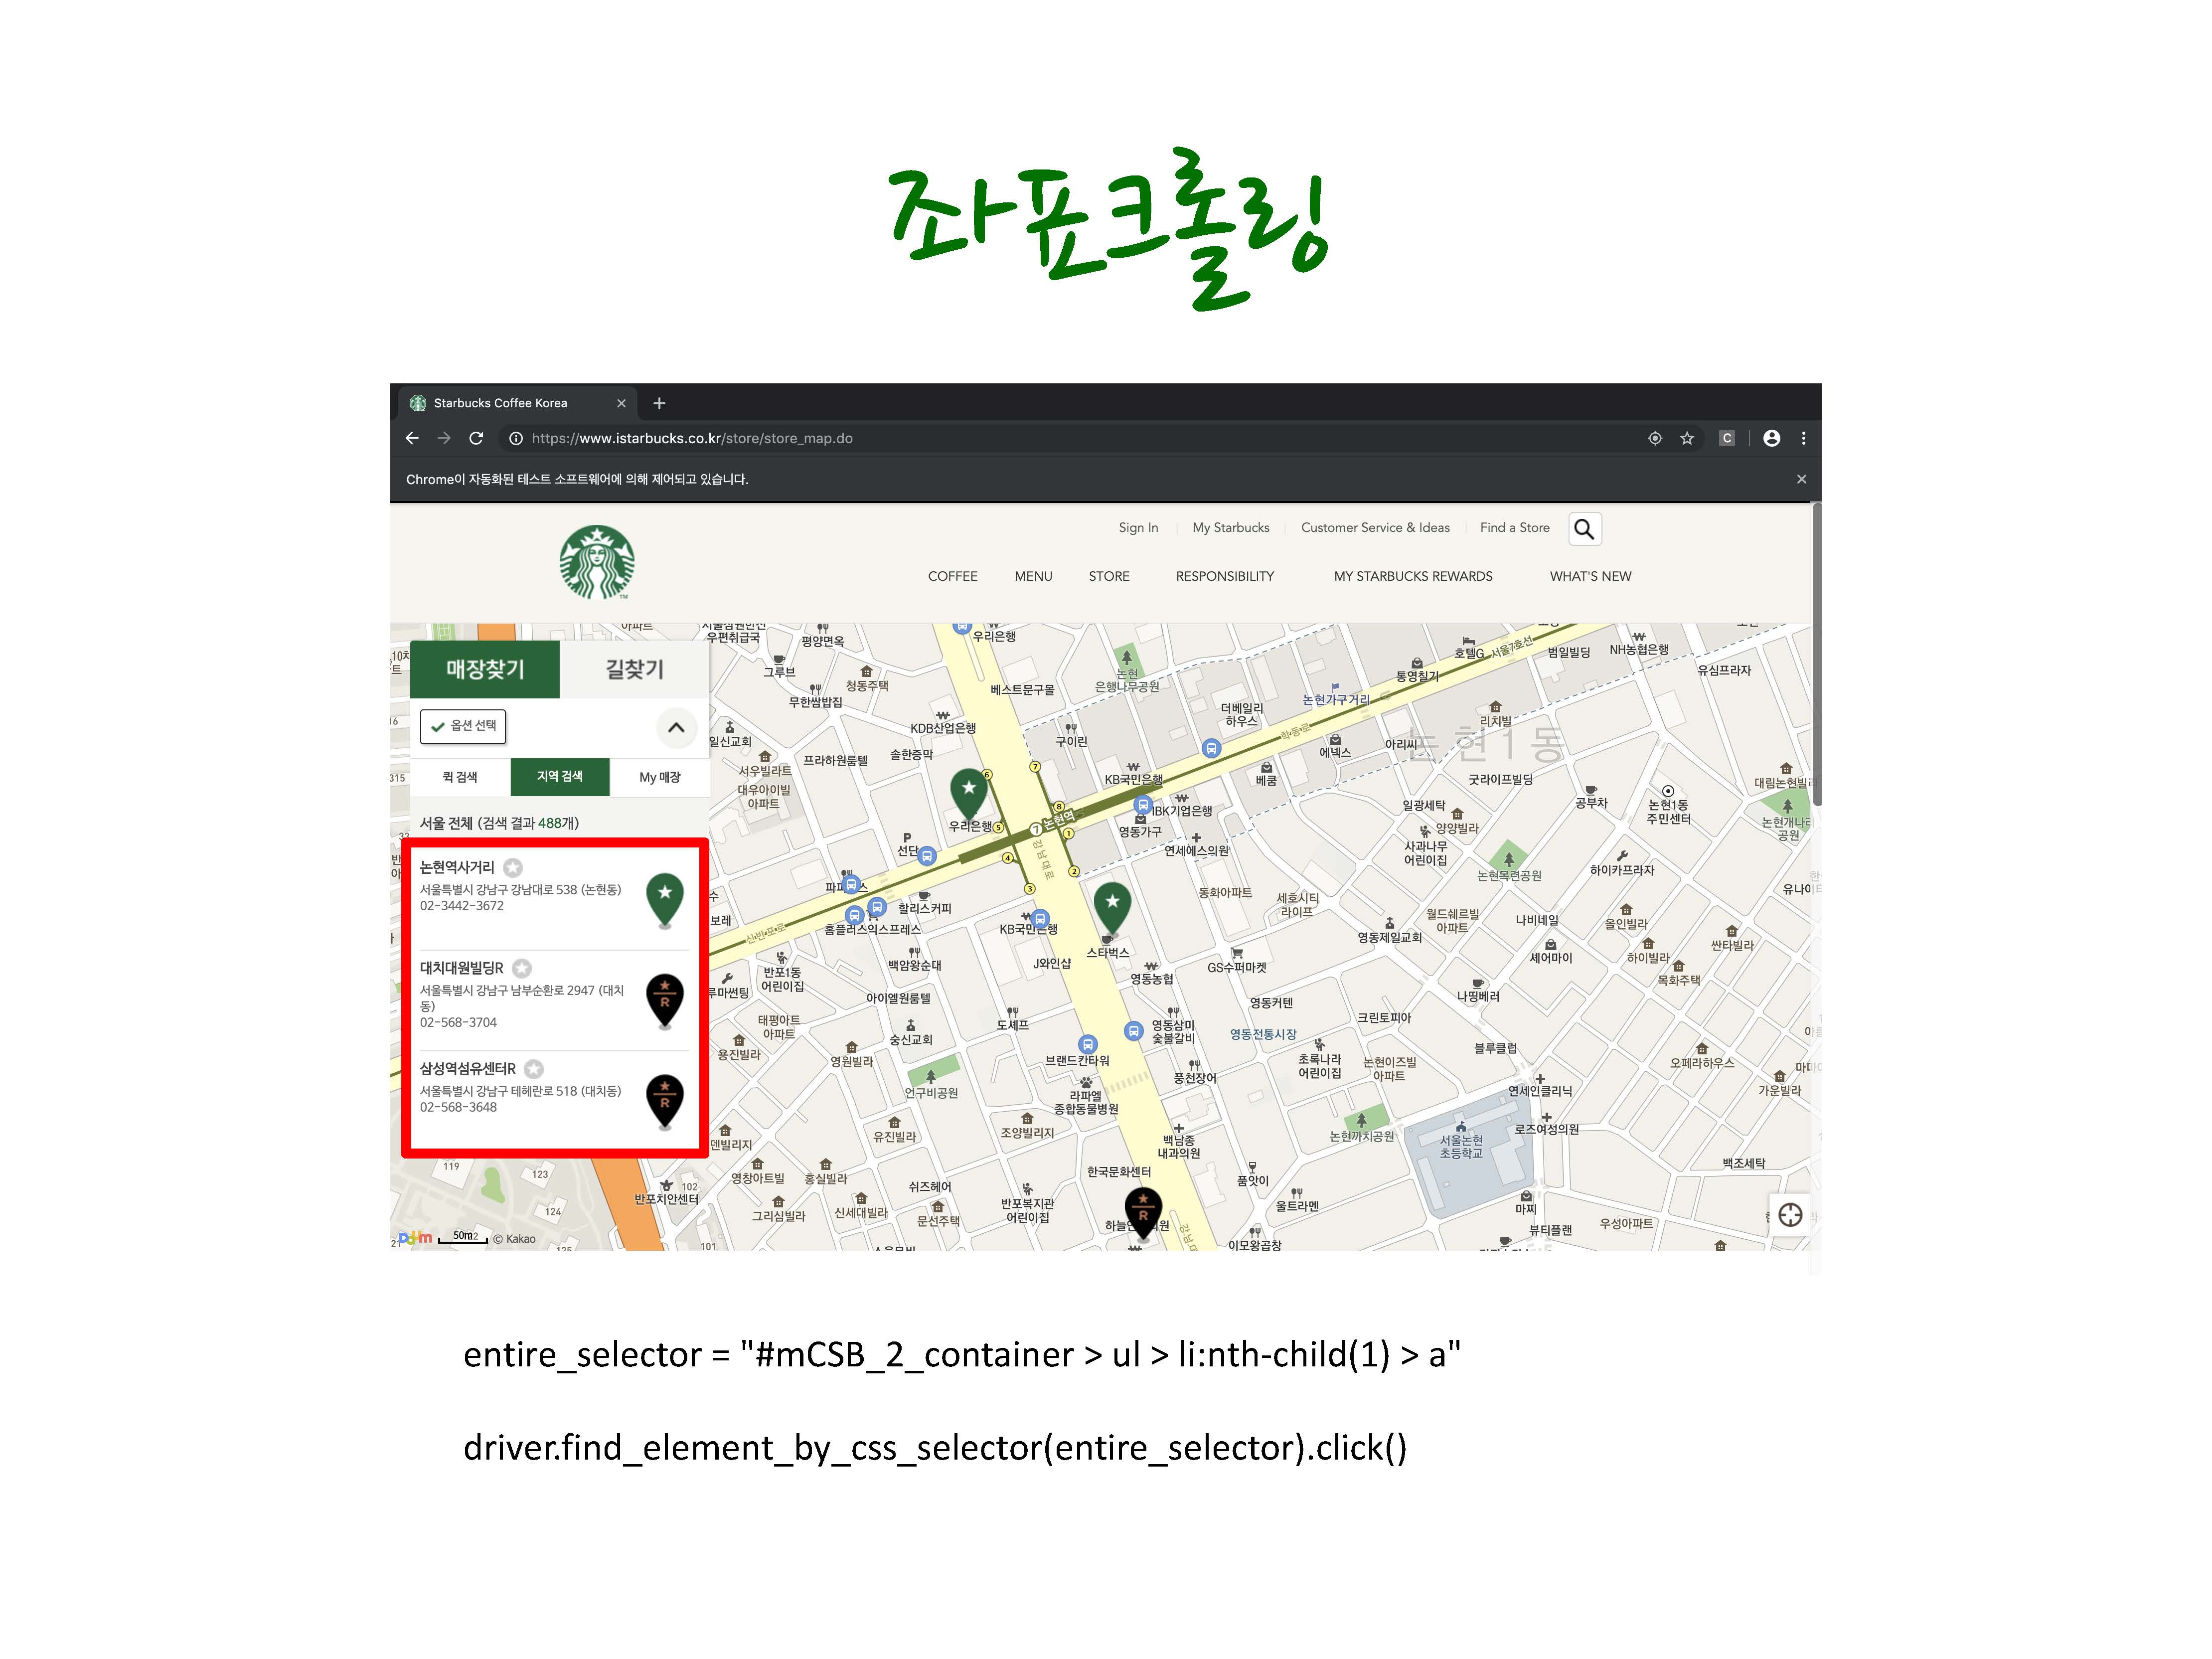 좌표크롤링
Starbucks Coffee Korea
https://www.istarbucks.co.kr/store/store_map.do
Chrome이 자동화된 테스트 소프트웨어에 의해 제어되고 있습니다.
Sign In
My Starbucks
Customer Service & Ideas
Find a Store
COFFEE
MENU
STORE
RESPONSIBILITY
MY STARBUCKS REWARDS
WHAT'S NEW
매장찾기
길찾기
옵션 선택
퀵 검색
지역 검색
My 매장
서울 전체 (검색 결과 488개)
논현역사거리
서울특별시 강남구 강남대로 538 (논현동)
02-3442-3672
대치대원빌딩R
서울특별시 강남구 남부순환로 2947 (대치
동)
02-568-3704
삼성역섬유센터R
서울특별시 강남구 테헤란로 518 (대치동)
02-568-3648
우편취급국
평양면옥
우리은행
그루브
청동주택
무한쌈밥집
베스트문구몰
논현
은행나무공원
KDB산업은행
일신교회
솔한증막
프라하원룸텔
서우빌라트
대우아이빌
아파트
구이린
더베일리
하우스
논현가구거리
통영칠기
호텔G
서울7호선
범일빌딩
NH농협은행
유심프라자
리치빌
논현1동
학동로
에넥스
아리씨
KB국민은행
베쿰
굿라이프빌딩
IBK기업은행
영동가구
연세에스의원
일광세탁
양양빌라
사과나무
어린이집
공부차
논현1동
주민센터
논현목련공원
하이카프라자
우리은행
논현역
강남대로
선단
할리스커피
홈플러스익스프레스
신반포로
KB국민은행
스타벅스
동화아파트
세호시티
라이프
영동제일교회
월드쉐르빌
아파트
나비네일
올인빌라
셰어마이
하이빌라
싼타빌라
목화주택
반포1동
어린이집
백암왕순대
J와인샵
영동농협
GS수퍼마켓
아이엘원룸텔
영동커텐
나띵베러
태평아트
아파트
용진빌라
영원빌라
숭신교회
도셰프
영동삼미
숯불갈비
영동전통시장
크린토피아
블루클럽
브랜드칸타워
풍천장어
초록나라
어린이집
논현이즈빌
아파트
오페라하우스
가운빌라
언구비공원
라파엘
종합동물병원
연세인클리닉
유진빌라
조양빌리지
백남종
내과의원
논현까치공원
서울논현
초등학교
로즈여성의원
백조세탁
119
123
124
102
101
반포치안센터
영창아트빌
홍실빌라
그리심빌라
신세대빌라
쉬즈헤어
문선주택
반포복지관
어린이집
한국문화센터
품앗이
울트라멘
이모왕곱창
마찌
뷰티플랜
우성아파트
50m
© Kakao
entire_selector = "#mCSB_2_container > ul > li:nth-child(1) > a"
driver.find_element_by_css_selector(entire_selector).click()